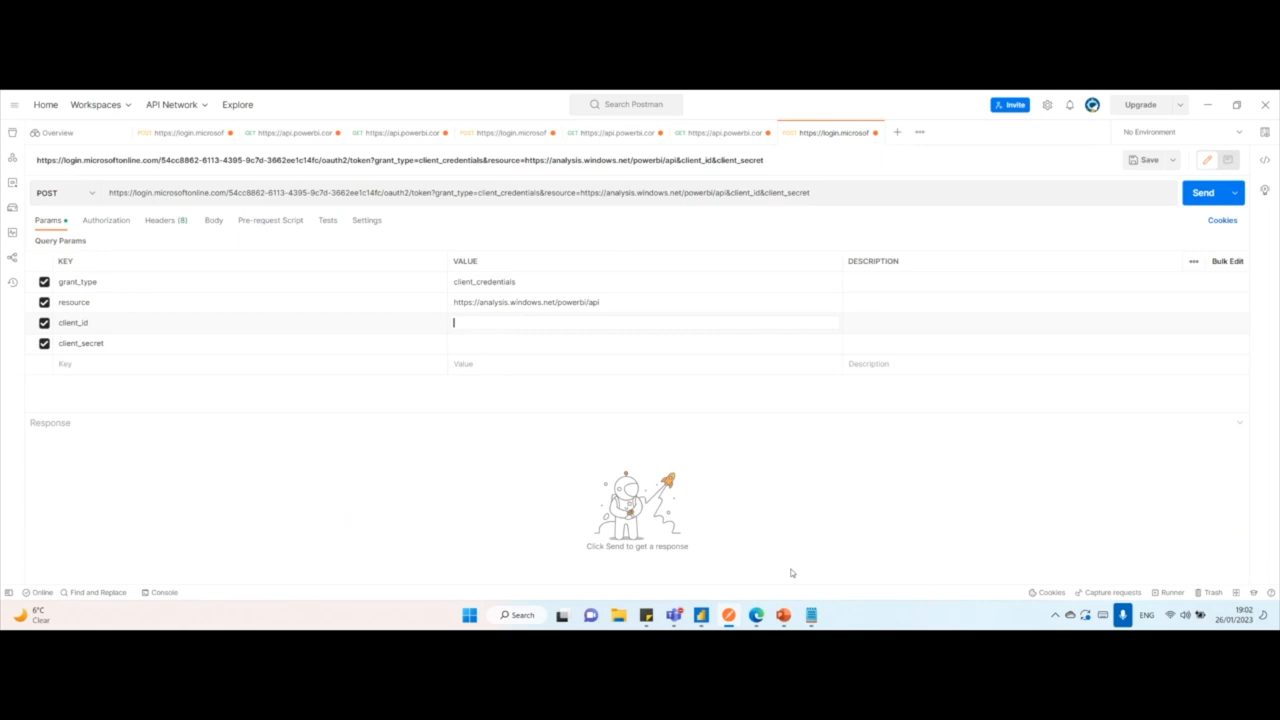 Home Workspaces API Network Explore Search Postman Invite Upgrade
Overview POST https://login.microsof GET https://api.powerbi.cor GET https://api.powerbi.cor POST https://login.microsof GET https://api.powerbi.cor GET https://api.powerbi.cor POST https://login.microsof No Environment
https://login.microsoftonline.com/54cc8862-6113-4395-9c7d-3662ee1c14fc/oauth2/token?grant_type=client_credentials&resource=https://analysis.windows.net/powerbi/api&client_id&client_secret Save
POST https://login.microsoftonline.com/54cc8862-6113-4395-9c7d-3662ee1c14fc/oauth2/token?grant_type=client_credentials&resource=https://analysis.windows.net/powerbi/api&client_id&client_secret Send
Params Authorization Headers (8) Body Pre-request Script Tests Settings Cookies
Query Params
KEY VALUE DESCRIPTION Bulk Edit
grant_type client_credentials
resource https://analysis.windows.net/powerbi/api
client_id
client_secret
Key Value Description
Response
Click Send to get a response
Online Find and Replace Console Cookies Capture requests Runner Trash
6°C
Clear
Search ENG 19:02
26/01/2023